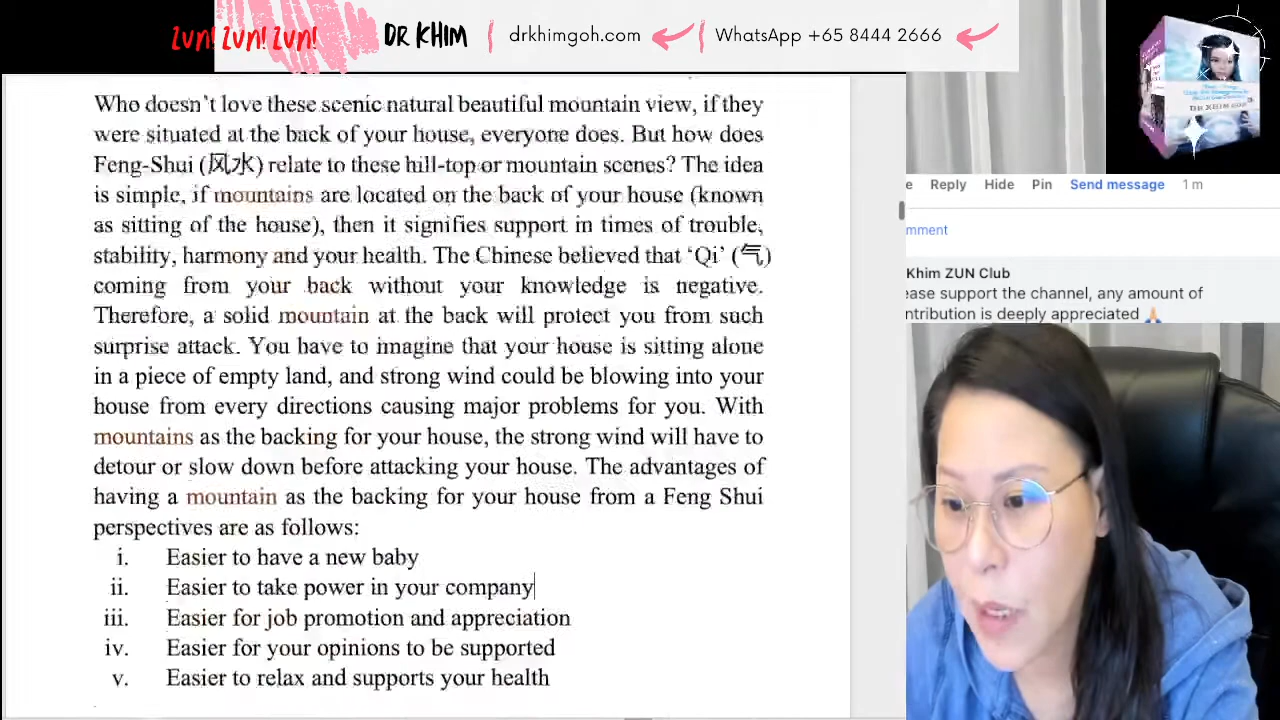 zun! zun! zun! DR KHIM | drkhimgoh.com | WhatsApp +65 8444 2666
Who doesn't love these scenic natural beautiful mountain view, if they
were situated at the back of your house, everyone does. But how does
Feng-Shui (风水) relate to these hill-top or mountain scenes? The idea
is simple, if mountains are located on the back of your house (known
as sitting of the house), then it signifies support in times of trouble,
stability, harmony and your health. The Chinese believed that ‘Qi’ (气)
coming from your back without your knowledge is negative.
Therefore, a solid mountain at the back will protect you from such
surprise attack. You have to imagine that your house is sitting alone
in a piece of empty land, and strong wind could be blowing into your
house from every directions causing major problems for you. With
mountains as the backing for your house, the strong wind will have to
detour or slow down before attacking your house. The advantages of
having a mountain as the backing for your house from a Feng Shui
perspectives are as follows:
i. Easier to have a new baby
ii. Easier to take power in your company
iii. Easier for job promotion and appreciation
iv. Easier for your opinions to be supported
v. Easier to relax and supports your health
DR KHIM GOH
e Reply Hide Pin Send message 1 m
mment
Khim ZUN Club
ease support the channel, any amount of
ntribution is deeply appreciated 🙏